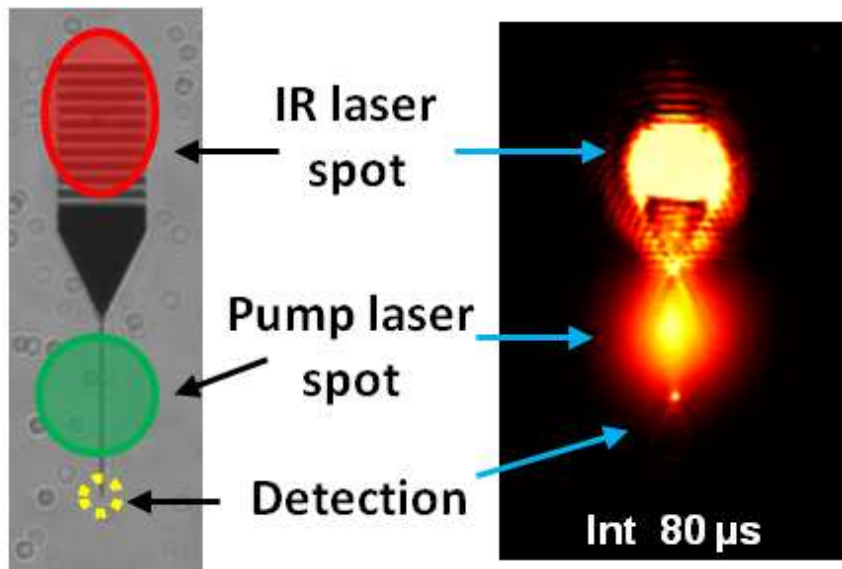 IR laser
spot
Pump laser
spot
Detection
Int 80 µs